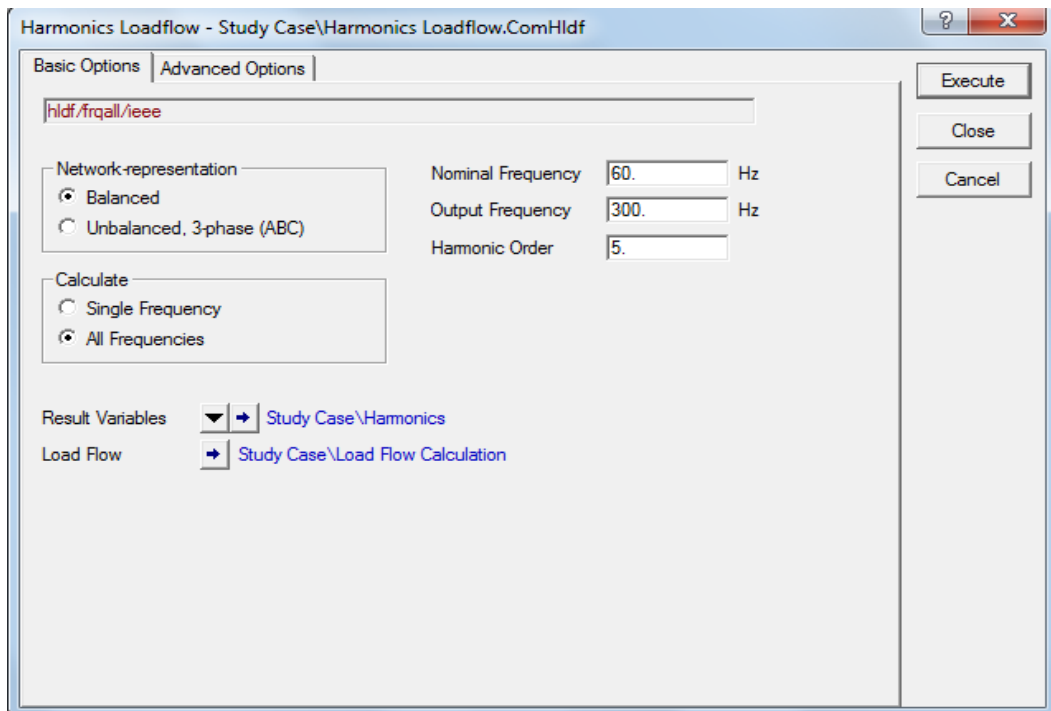 Harmonics Loadflow - Study Case\Harmonics Loadflow.ComHldf
Basic Options
Advanced Options
Execute
Close
Cancel
hldf/frqall/ieee
Network-representation
Balanced
Unbalanced, 3-phase (ABC)
Nominal Frequency 60. Hz
Output Frequency 300. Hz
Harmonic Order 5.
Calculate
Single Frequency
All Frequencies
Result Variables Study Case\Harmonics
Load Flow Study Case\Load Flow Calculation